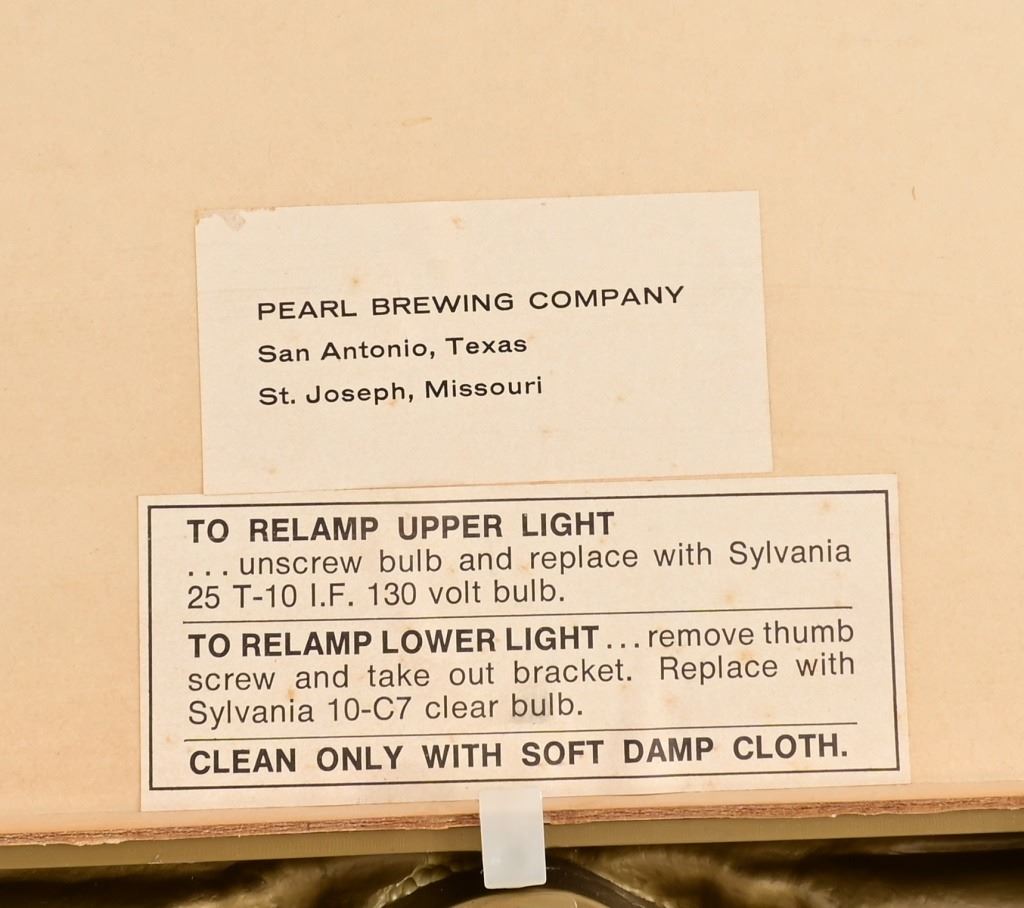 PEARL BREWING COMPANY
San Antonio, Texas
St. Joseph, Missouri
TO RELAMP UPPER LIGHT
...unscrew bulb and replace with Sylvania
25 T-10 I.F. 130 volt bulb.
TO RELAMP LOWER LIGHT...remove thumb
screw and take out bracket. Replace with
Sylvania 10-C7 clear bulb.
CLEAN ONLY WITH SOFT DAMP CLOTH.